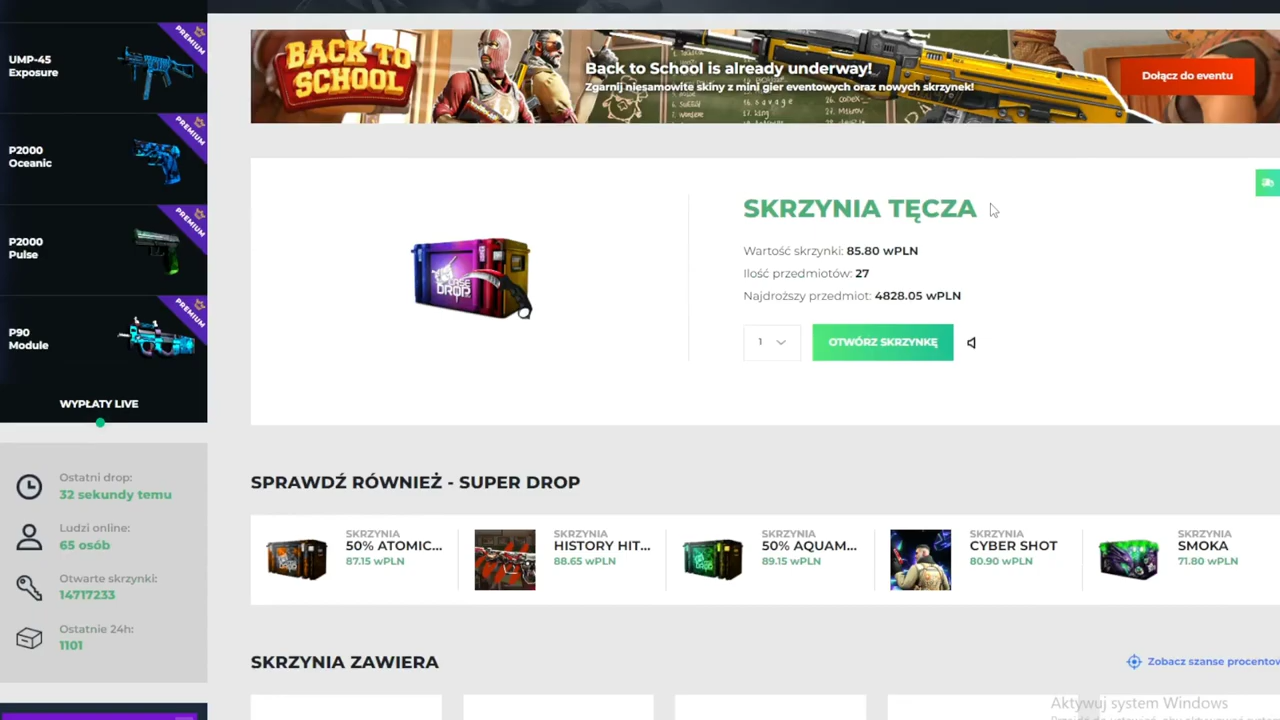 UMP-45
Exposure
PREMIUM
P2000
Oceanic
PREMIUM
P2000
Pulse
PREMIUM
P90
Module
PREMIUM
WYPŁATY LIVE
Ostatni drop:
32 sekundy temu
Ludzi online:
65 osób
Otwarte skrzynki:
14717233
Ostatnie 24h:
1101
BACK TO
SCHOOL
Back to School is already underway!
Zgarnij niesamowite skiny z mini gier eventowych oraz nowych skrzynek!
Dołącz do eventu
SKRZYNIA TĘCZA
Wartość skrzynki: 85.80 wPLN
Ilość przedmiotów: 27
Najdroższy przedmiot: 4828.05 wPLN
1
OTWÓRZ SKRZYNKĘ
SPRAWDŹ RÓWNIEŻ - SUPER DROP
SKRZYNIA
50% ATOMIC...
87.15 wPLN
SKRZYNIA
HISTORY HIT...
88.65 wPLN
SKRZYNIA
50% AQUAM...
89.15 wPLN
SKRZYNIA
CYBER SHOT
80.90 wPLN
SKRZYNIA
SMOKA
71.80 wPLN
SKRZYNIA ZAWIERA
Zobacz szanse procentow
Aktywuj system Windows